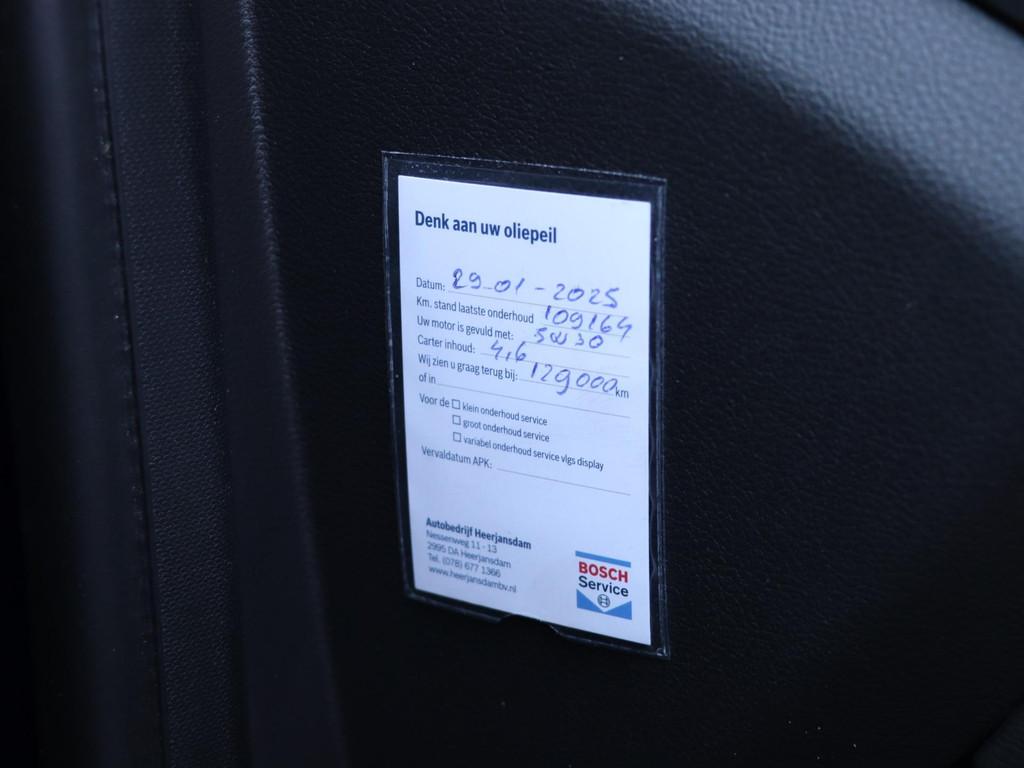 Denk aan uw oliepeil
Datum: 29-01-2025
Km. stand laatste onderhoud 109164
Uw motor is gevuld met: 5W30
Carter inhoud: 4,6
Wij zien u graag terug bij: 129000 km
of in
Voor de ☐ klein onderhoud service
☐ groot onderhoud service
☐ variabel onderhoud service vlgs display
Vervaldatum APK:
Autobedrijf Heerjansdam
Nessenweg 11 - 13
2995 DA Heerjansdam
Tel. (078) 677 1366
www.heerjansdambv.nl
BOSCH
Service